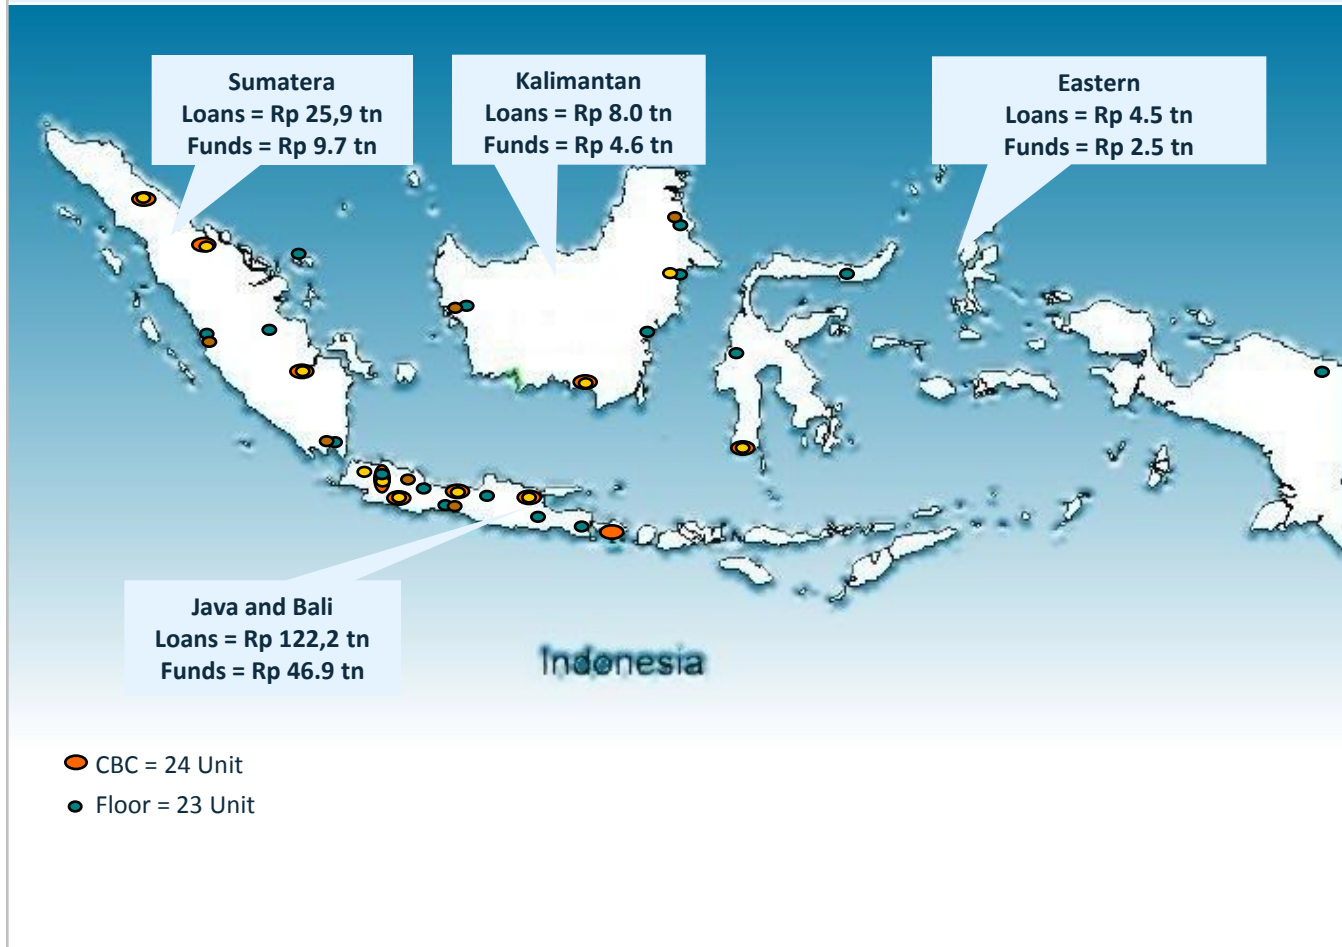 Sumatera
Loans = Rp 25,9 tn
Funds = Rp 9.7 tn
Kalimantan
Loans = Rp 8.0 tn
Funds = Rp 4.6 tn
Eastern
Loans = Rp 4.5 tn
Funds = Rp 2.5 tn
Java and Bali
Loans = Rp 122,2 tn
Funds = Rp 46.9 tn
Indonesia
CBC = 24 Unit
Floor = 23 Unit